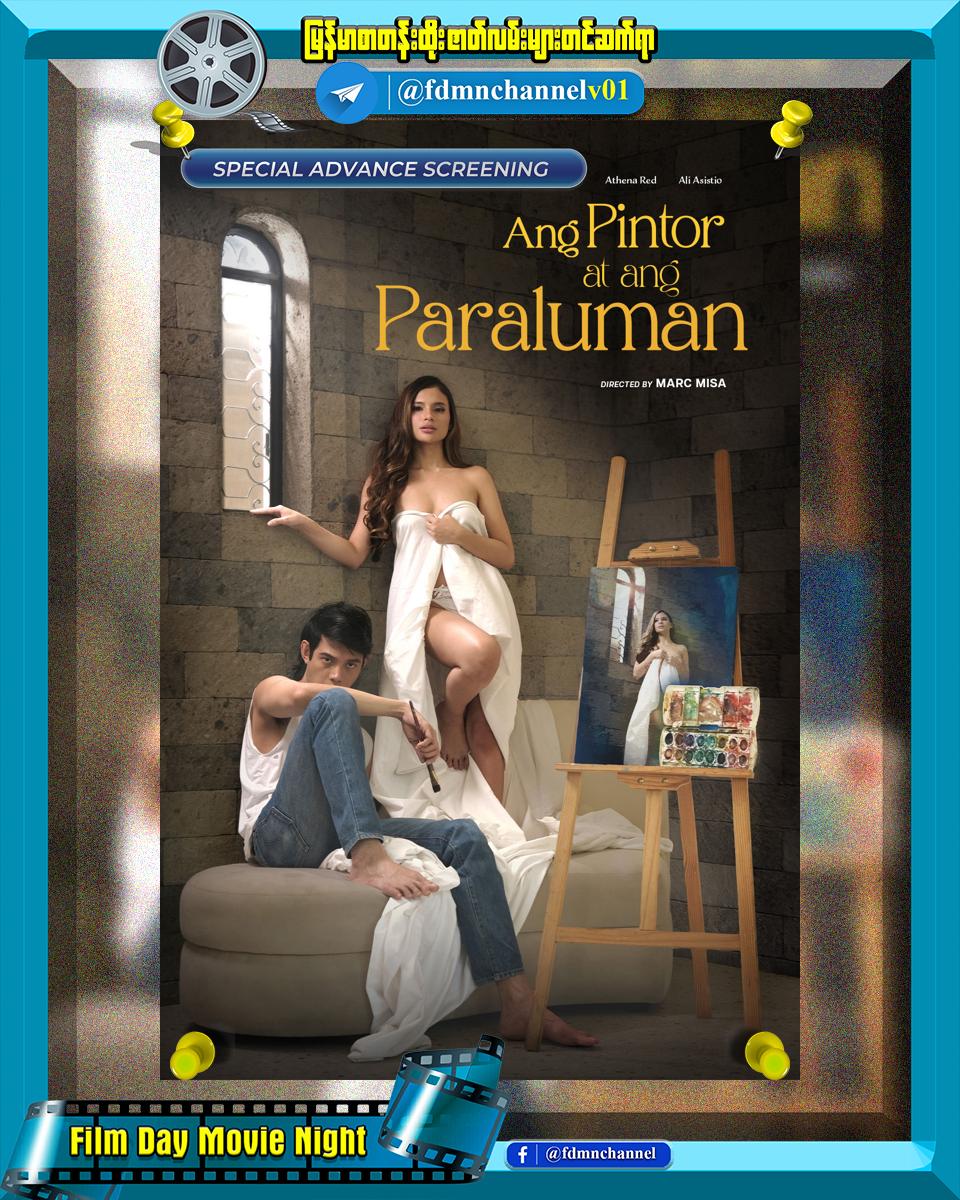 မြန်မာစာတန်းထိုးဇာတ်လမ်းများတင်ဆက်ရာ
@fdmnchannelv01
SPECIAL ADVANCE SCREENING
Athena Red Ali Asistio
Ang Pintor
at ang
Paraluman
DIRECTED BY MARC MISA
Film Day Movie Night
@fdmnchannel